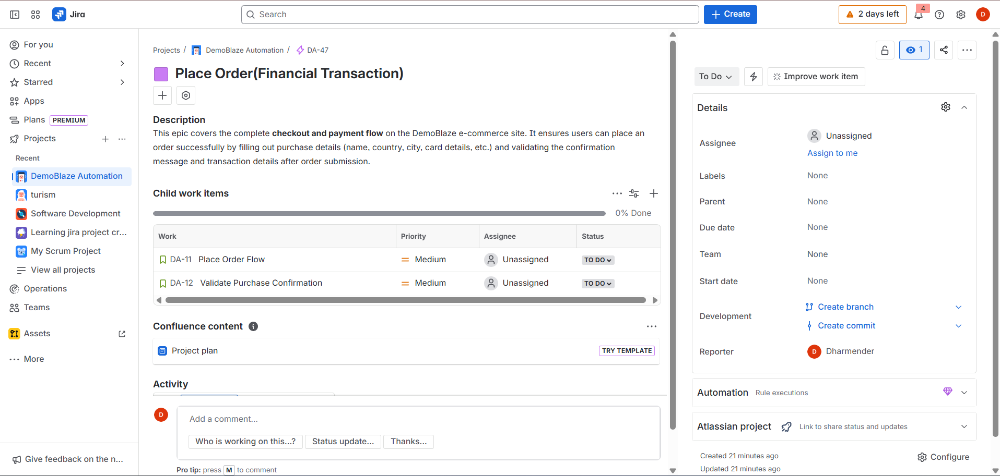 Jira
Search
Create
2 days left
4
D
For you
Recent
Starred
Apps
Plans PREMIUM
Projects
Recent
DemoBlaze Automation
turism
Software Development
Learning jira project cr...
My Scrum Project
View all projects
Operations
Teams
Assets
More
Give feedback on the n...
Projects / DemoBlaze Automation / DA-47
Place Order(Financial Transaction)
Description
This epic covers the complete checkout and payment flow on the DemoBlaze e-commerce site. It ensures users can place an
order successfully by filling out purchase details (name, country, city, card details, etc.) and validating the confirmation
message and transaction details after order submission.
Child work items
0% Done
Work Priority Assignee Status
DA-11 Place Order Flow Medium Unassigned TO DO
DA-12 Validate Purchase Confirmation Medium Unassigned TO DO
Confluence content
Project plan TRY TEMPLATE
Activity
D
Add a comment...
Who is working on this...? Status update... Thanks...
Pro tip: press M to comment
1
To Do
Improve work item
Details
Assignee Unassigned
Assign to me
Labels None
Parent None
Due date None
Team None
Start date None
Development Create branch
Create commit
Reporter D Dharmender
Automation Rule executions
Atlassian project Link to share status and updates
Created 21 minutes ago
Updated 21 minutes ago
Configure